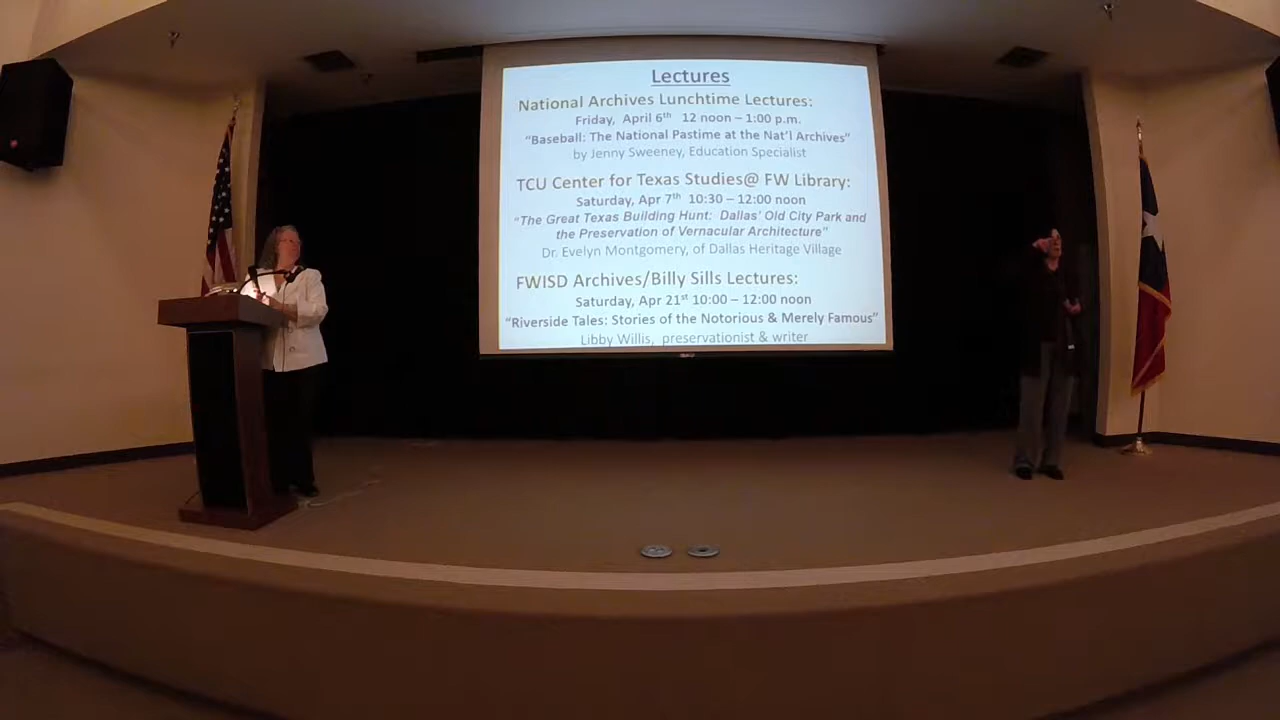 Lectures
National Archives Lunchtime Lectures:
Friday, April 6th 12 noon – 1:00 p.m.
"Baseball: The National Pastime at the Nat'l Archives"
by Jenny Sweeney, Education Specialist
TCU Center for Texas Studies@ FW Library:
Saturday, Apr 7th 10:30 – 12:00 noon
"The Great Texas Building Hunt: Dallas' Old City Park and
the Preservation of Vernacular Architecture"
Dr. Evelyn Montgomery, of Dallas Heritage Village
FWISD Archives/Billy Sills Lectures:
Saturday, Apr 21st 10:00 – 12:00 noon
"Riverside Tales: Stories of the Notorious & Merely Famous"
Libby Willis, preservationist & writer